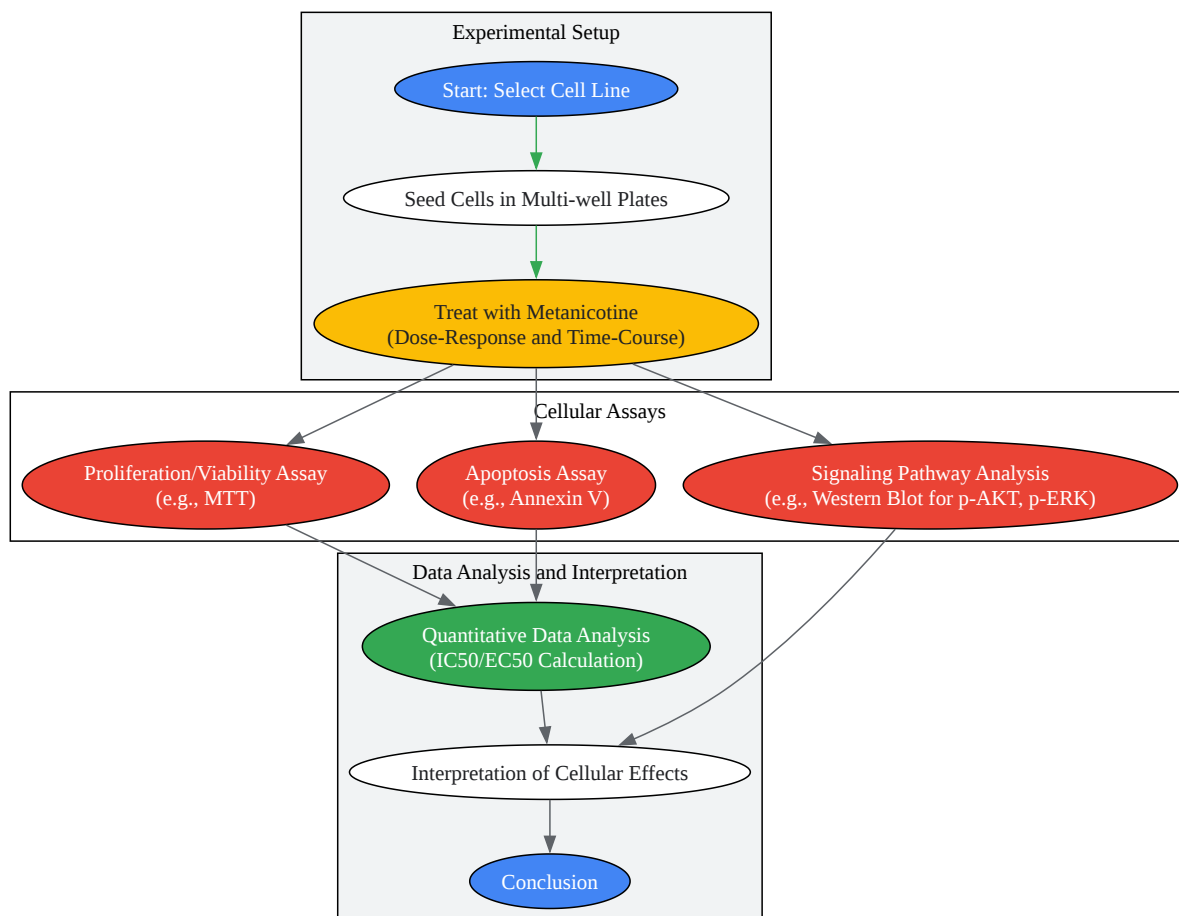 Experimental Setup
Start: Select Cell Line
Seed Cells in Multi-well Plates
Treat with Metanicotine
(Dose-Response and Time-Course)
Cellular Assays
Proliferation/Viability Assay
(e.g., MTT)
Apoptosis Assay
(e.g., Annexin V)
Signaling Pathway Analysis
(e.g., Western Blot for p-AKT, p-ERK)
Data Analysis and Interpretation
Quantitative Data Analysis
(IC50/EC50 Calculation)
Interpretation of Cellular Effects
Conclusion